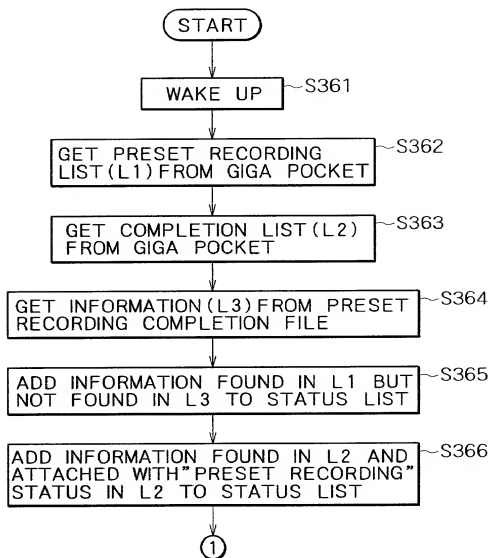 START
WAKE UP
S361
GET PRESET RECORDING
LIST(L1)FROM GIGA POCKET
S362
GET COMPLETION LIST(L2)
FROM GIGA POCKET
S363
GET INFORMATION(L3)FROM PRESET
RECORDING COMPLETION FILE
S364
ADD INFORMATION FOUND IN L1 BUT
NOT FOUND IN L3 TO STATUS LIST
S365
ADD INFORMATION FOUND IN L2 AND
ATTACHED WITH"PRESET RECORDING"
STATUS IN L2 TO STATUS LIST
S366
1